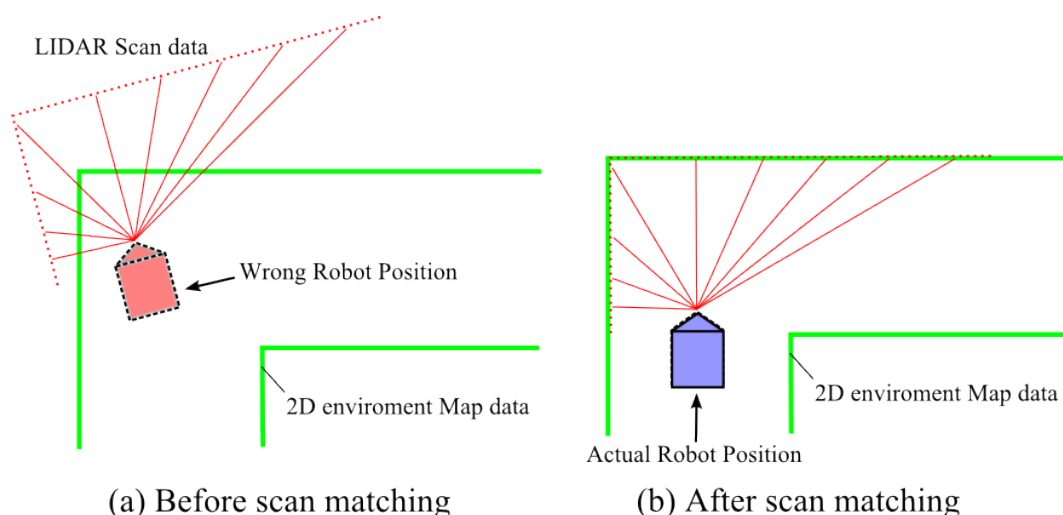 LIDAR Scan data
Wrong Robot Position
2D enviroment Map data
(a) Before scan matching
2D enviroment Map data
Actual Robot Position
(b) After scan matching